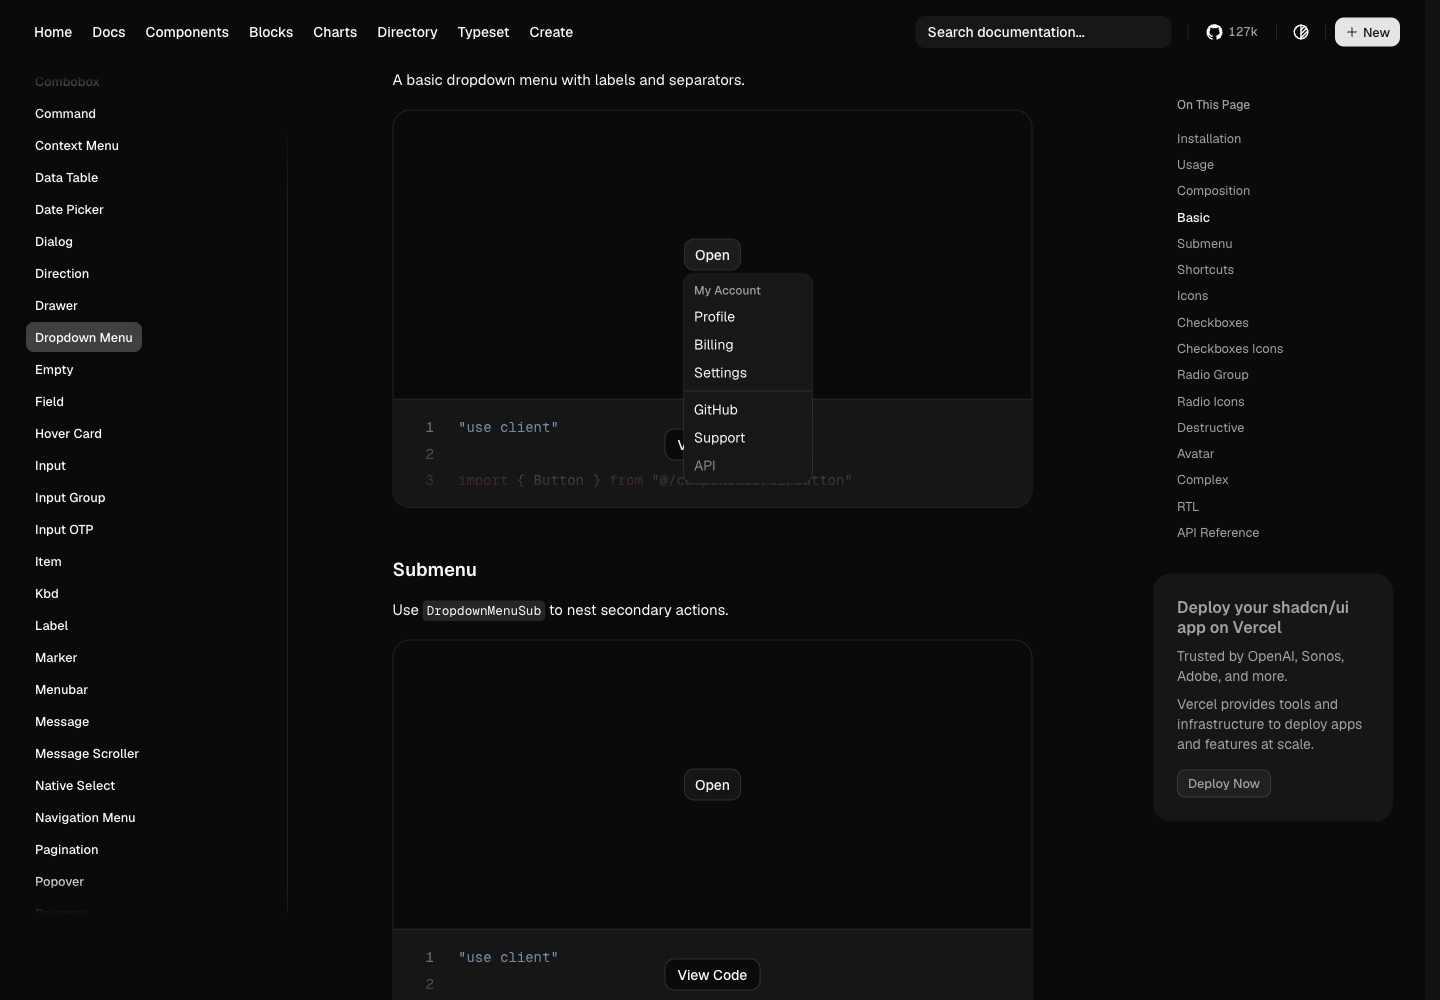 Home Docs Components Blocks Charts Directory Typeset Create
Search documentation...
127k
New
Combobox
Command
Context Menu
Data Table
Date Picker
Dialog
Direction
Drawer
Dropdown Menu
Empty
Field
Hover Card
Input
Input Group
Input OTP
Item
Kbd
Label
Marker
Menubar
Message
Message Scroller
Native Select
Navigation Menu
Pagination
Popover
A basic dropdown menu with labels and separators.
Open
My Account
Profile
Billing
Settings
GitHub
Support
API
1 "use client"
2
3 import { Button } from "@/
Submenu
Use DropdownMenuSub to nest secondary actions.
Open
1 "use client"
View Code
2
On This Page
Installation
Usage
Composition
Basic
Submenu
Shortcuts
Icons
Checkboxes
Checkboxes Icons
Radio Group
Radio Icons
Destructive
Avatar
Complex
RTL
API Reference
Deploy your shadcn/ui
app on Vercel
Trusted by OpenAI, Sonos,
Adobe, and more.
Vercel provides tools and
infrastructure to deploy apps
and features at scale.
Deploy Now